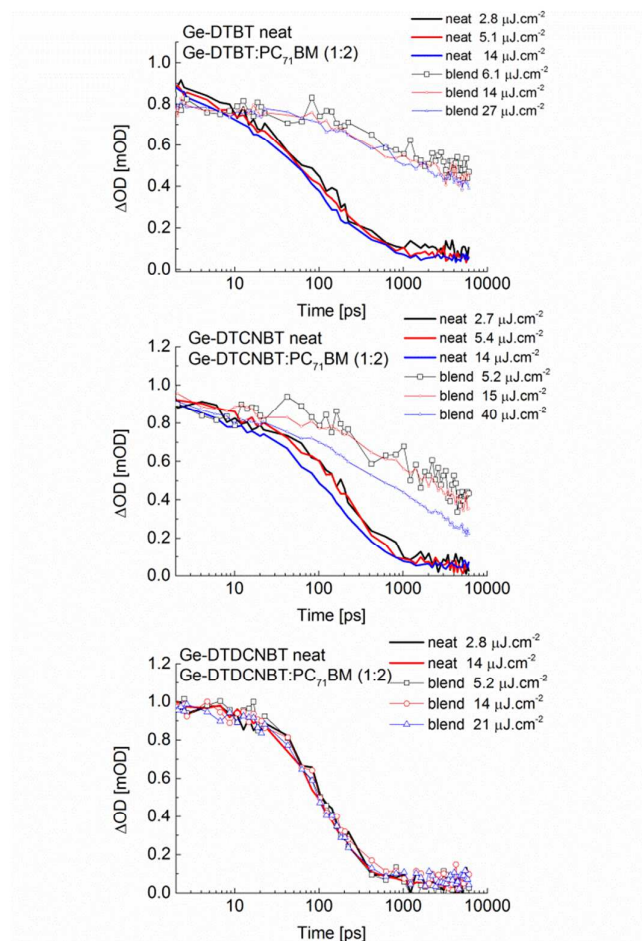 Ge-DTBT neat
Ge-DTBT:PC₇₁BM (1:2)
neat 2.8 μJ.cm⁻²
neat 5.1 μJ.cm⁻²
neat 14 μJ.cm⁻²
blend 6.1 μJ.cm⁻²
blend 14 μJ.cm⁻²
blend 27 μJ.cm⁻²
1.0
0.8
0.6
0.4
0.2
0.0
ΔOD [mOD]
10 100 1000 10000
Time [ps]
Ge-DTCNBT neat
Ge-DTCNBT:PC₇₁BM (1:2)
neat 2.7 μJ.cm⁻²
neat 5.4 μJ.cm⁻²
neat 14 μJ.cm⁻²
blend 5.2 μJ.cm⁻²
blend 15 μJ.cm⁻²
blend 40 μJ.cm⁻²
1.2
1.0
0.8
0.6
0.4
0.2
0.0
ΔOD [mOD]
10 100 1000 10000
Time [ps]
Ge-DTDCNBT neat
Ge-DTDCNBT:PC₇₁BM (1:2)
neat 2.8 μJ.cm⁻²
neat 14 μJ.cm⁻²
blend 5.2 μJ.cm⁻²
blend 14 μJ.cm⁻²
blend 21 μJ.cm⁻²
1.2
1.0
0.8
0.6
0.4
0.2
0.0
ΔOD [mOD]
10 100 1000 10000
Time [ps]